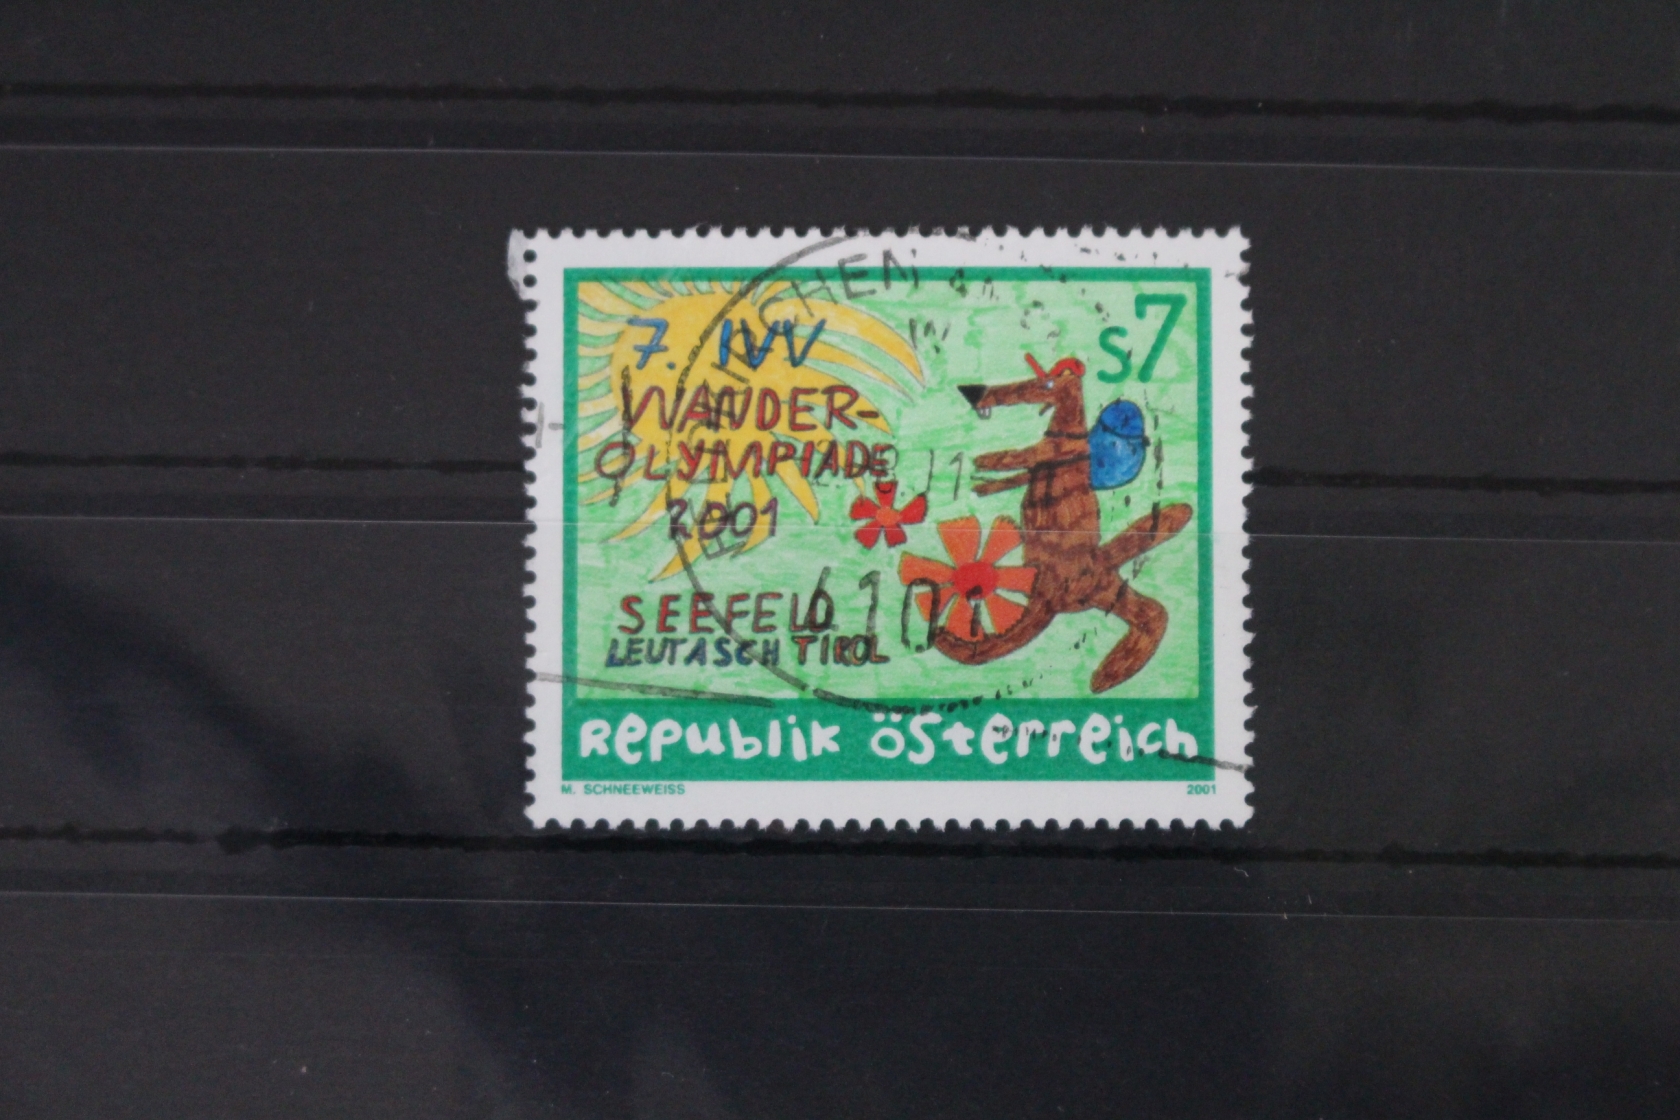 7. IVV
s7
WANDER-
OLYMPIADE
2001
SEEFELD
LEUTASCH TIROL
Republik Österreich
M. SCHNEEWEISS 2001